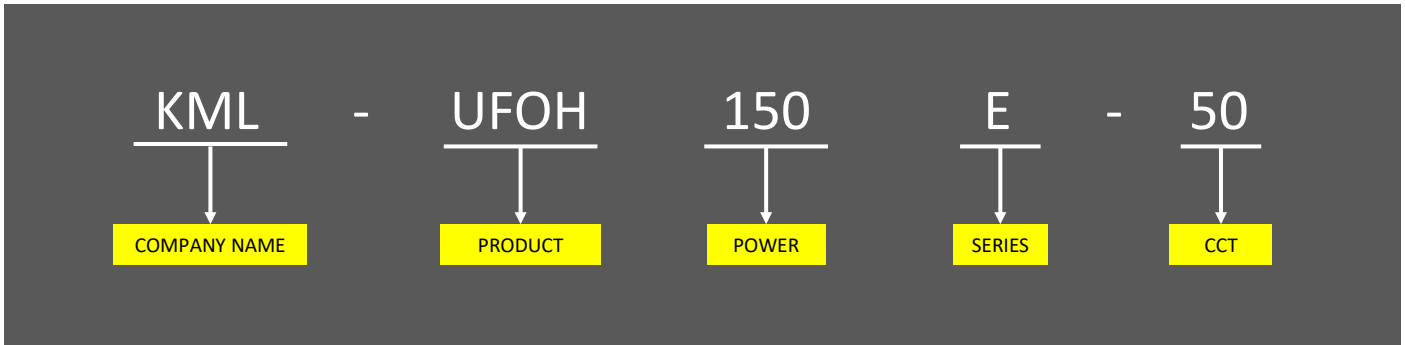 KML - UFOH 150 E - 50
COMPANY NAME PRODUCT POWER SERIES CCT